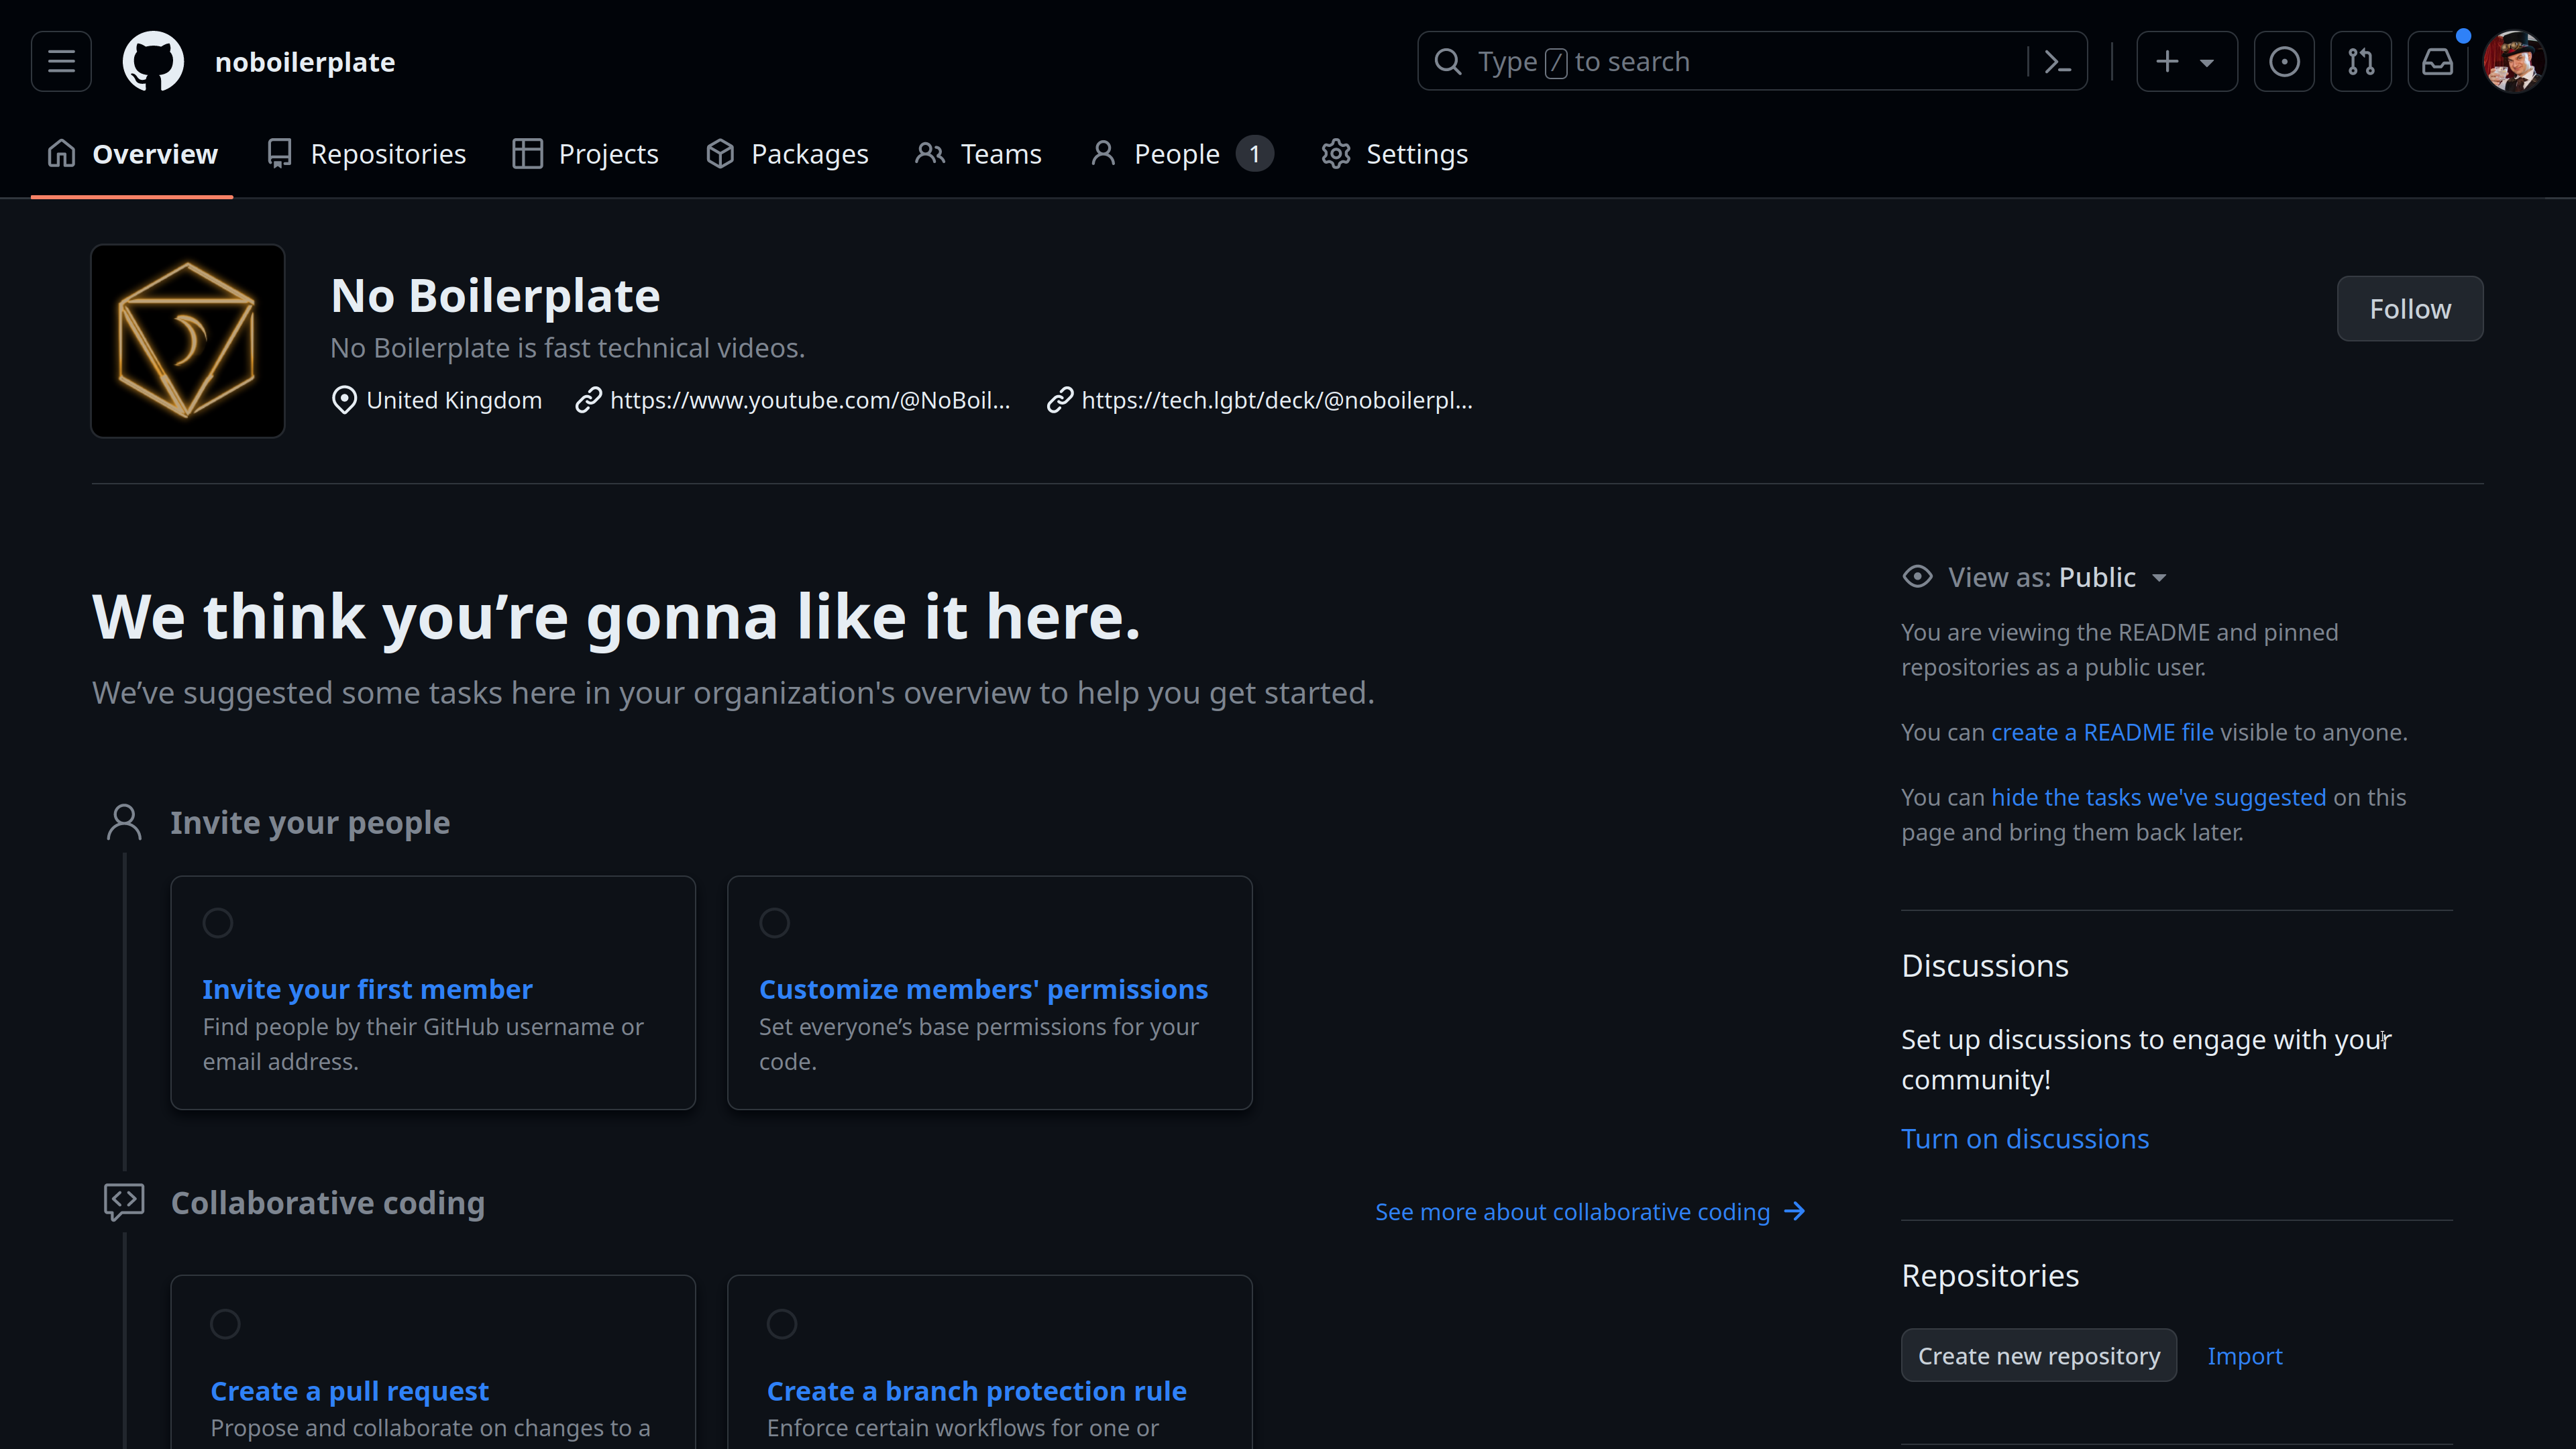 noboilerplate
Type / to search
Overview
Repositories
Projects
Packages
Teams
People 1
Settings
No Boilerplate
No Boilerplate is fast technical videos.
United Kingdom
https://www.youtube.com/@NoBoil...
https://tech.lgbt/deck/@noboilerpl...
Follow
We think you’re gonna like it here.
We’ve suggested some tasks here in your organization's overview to help you get started.
Invite your people
Invite your first member
Find people by their GitHub username or
email address.
Customize members' permissions
Set everyone’s base permissions for your
code.
Collaborative coding
See more about collaborative coding
Create a pull request
Propose and collaborate on changes to a
Create a branch protection rule
Enforce certain workflows for one or
View as: Public
You are viewing the README and pinned
repositories as a public user.
You can create a README file visible to anyone.
You can hide the tasks we've suggested on this
page and bring them back later.
Discussions
Set up discussions to engage with your
community!
Turn on discussions
Repositories
Create new repository
Import